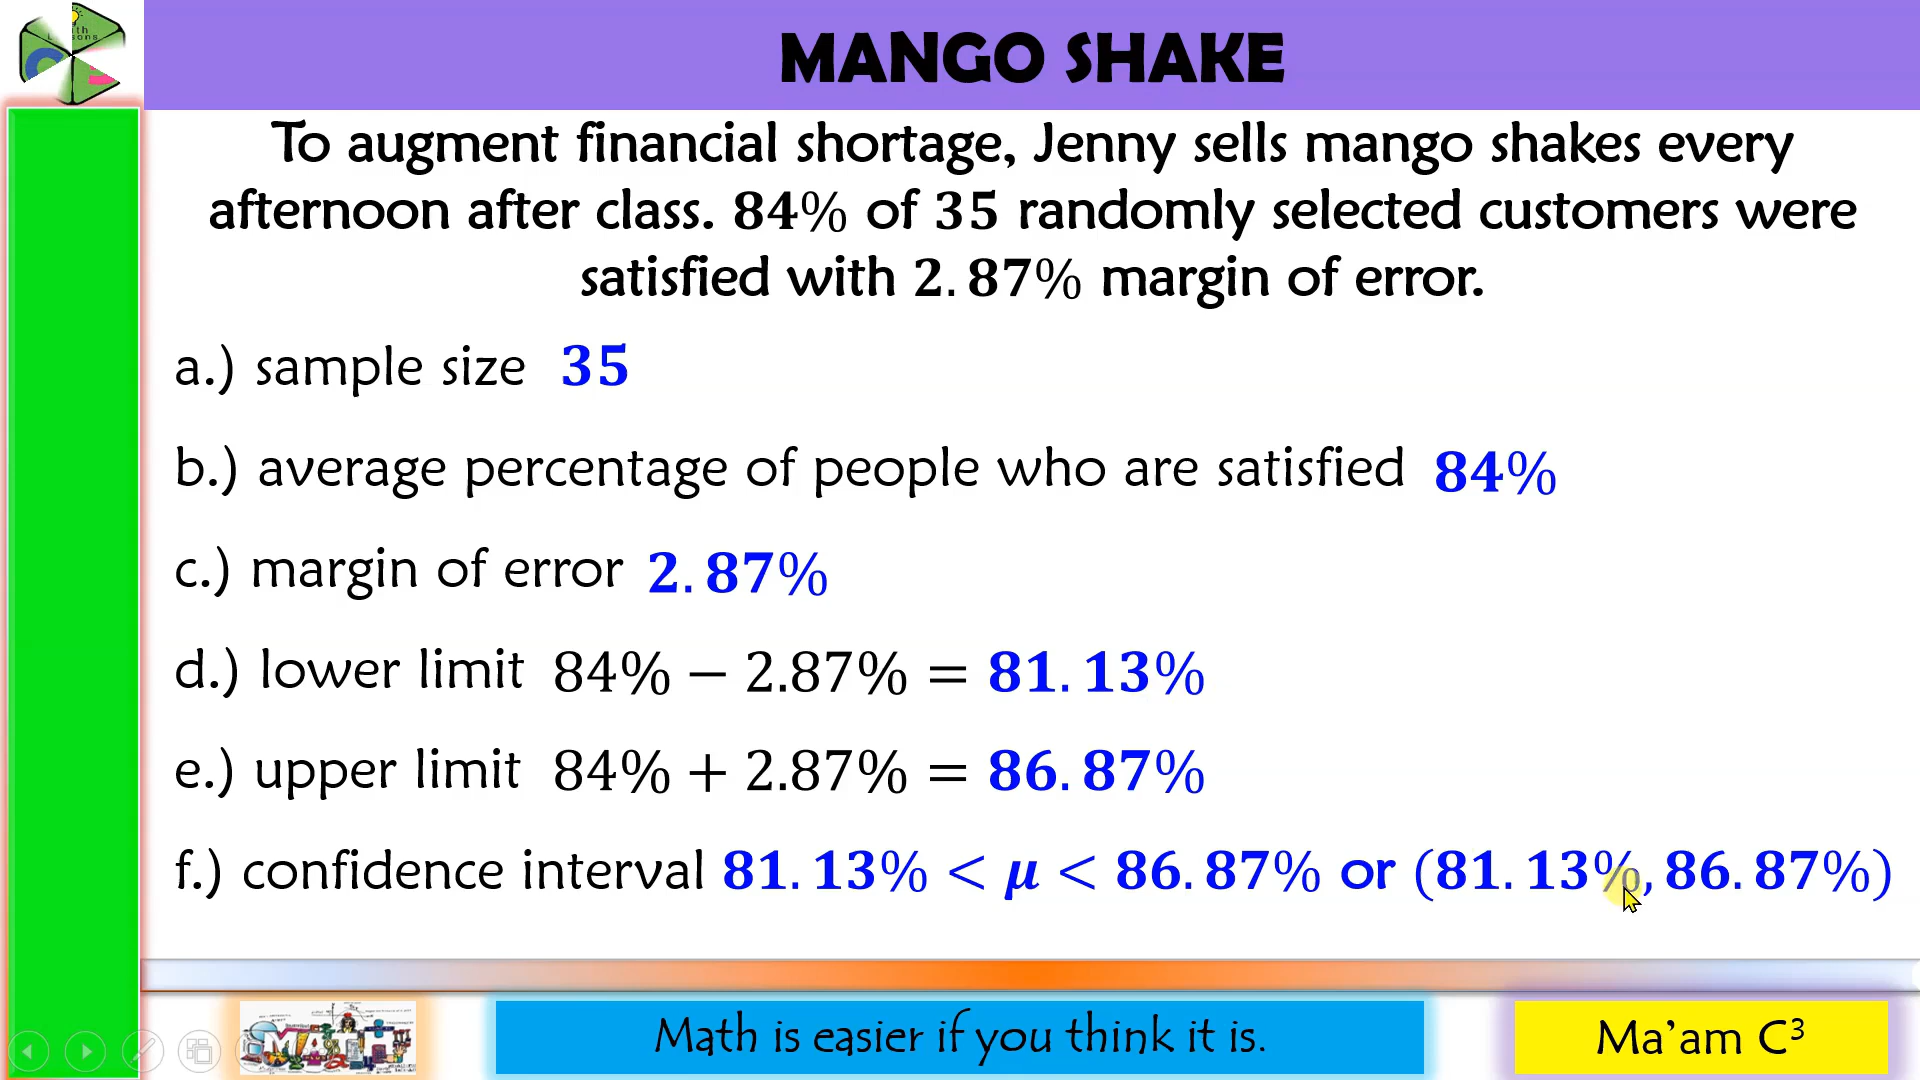 MANGO SHAKE
To augment financial shortage, Jenny sells mango shakes every
afternoon after class. 84% of 35 randomly selected customers were
satisfied with 2.87% margin of error.
a.) sample size 35
b.) average percentage of people who are satisfied 84%
c.) margin of error 2.87%
d.) lower limit 84% − 2.87% = 81.13%
e.) upper limit 84% + 2.87% = 86.87%
f.) confidence interval 81.13% < μ < 86.87% or (81.13%, 86.87%)
MATH
Math is easier if you think it is.
Ma’am C³